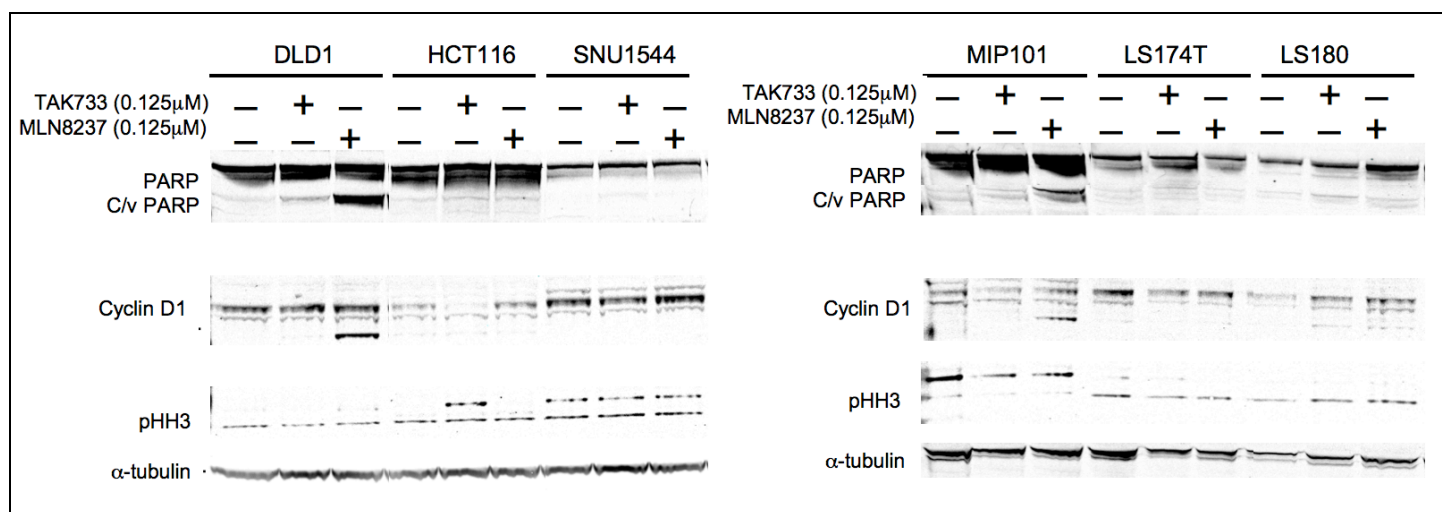 DLD1 HCT116 SNU1544
TAK733 (0.125μM) – + – – + – – + –
MLN8237 (0.125μM) – – + – – + – – +
PARP
C/v PARP
Cyclin D1
pHH3
α-tubulin
MIP101 LS174T LS180
TAK733 (0.125μM) – + – – + – – + –
MLN8237 (0.125μM) – – + – – + – – +
PARP
C/v PARP
Cyclin D1
pHH3
α-tubulin